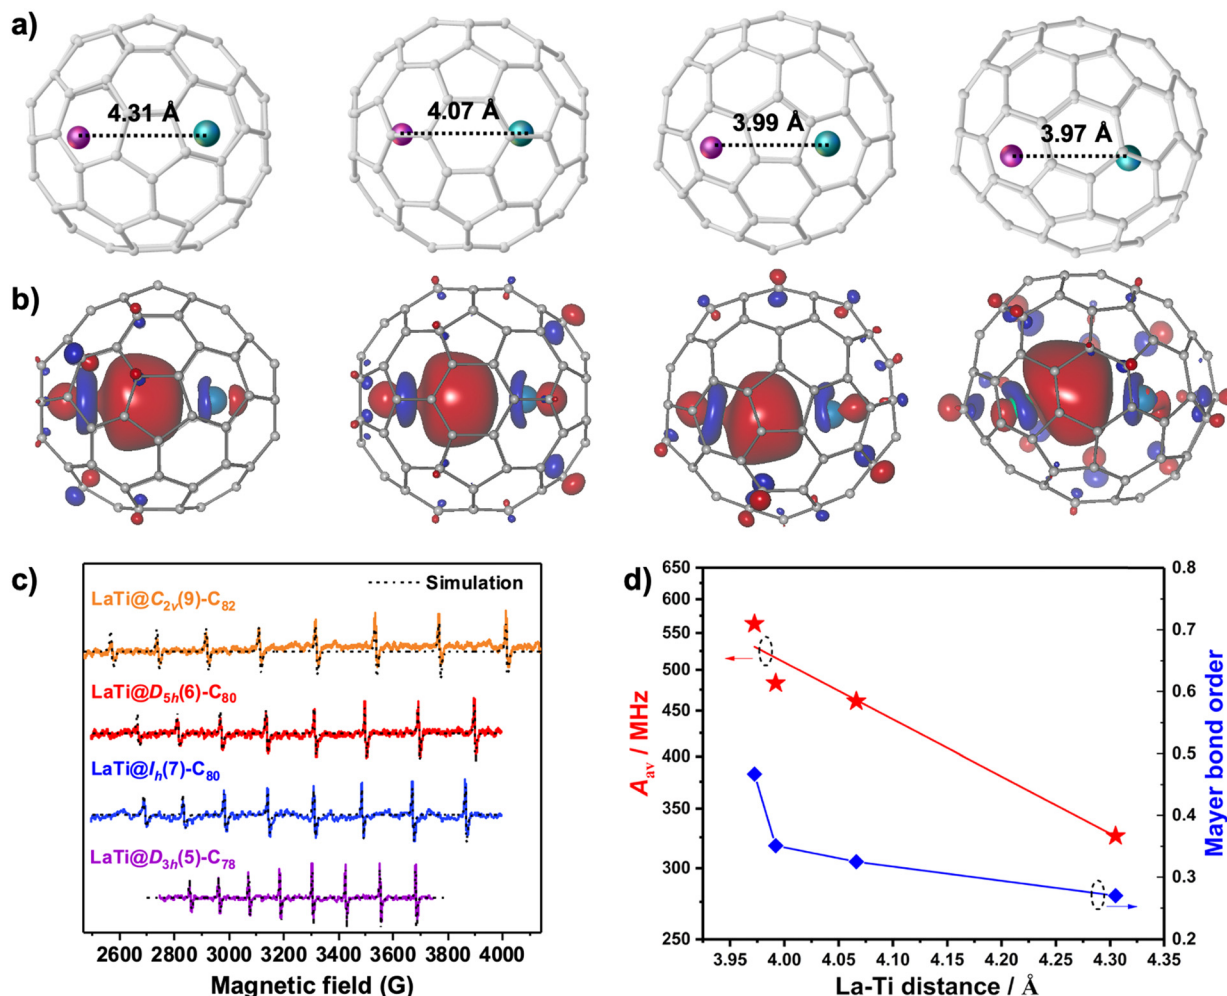 a)
4.31 Å
4.07 Å
3.99 Å
3.97 Å
b)
c)
Simulation
LaTi@C2v(9)-C82
LaTi@D5h(6)-C80
LaTi@Ih(7)-C80
LaTi@D3h(5)-C78
2600 2800 3000 3200 3400 3600 3800 4000
Magnetic field (G)
d)
650
600
550
500
450
400
350
300
250
Aav / MHz
0.8
0.7
0.6
0.5
0.4
0.3
0.2
Mayer bond order
3.95 4.00 4.05 4.10 4.15 4.20 4.25 4.30 4.35
La-Ti distance / Å